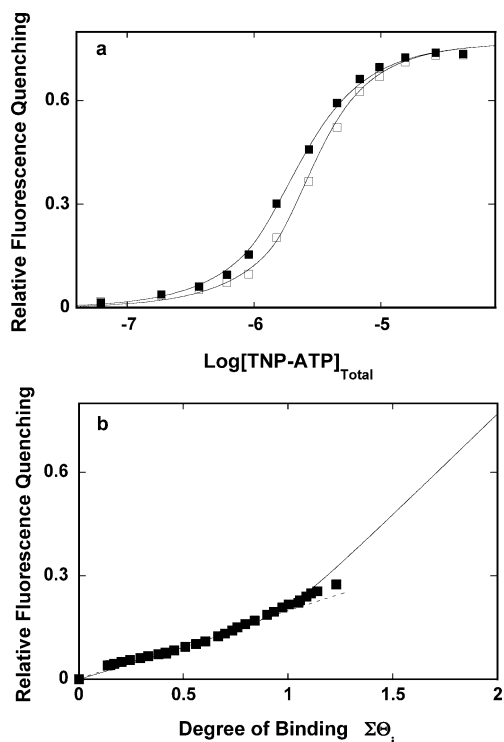 a
Relative Fluorescence Quenching
0.6
0.3
0
-7 -6 -5
Log[TNP-ATP]Total
b
Relative Fluorescence Quenching
0.6
0.3
0
0 0.5 1 1.5 2
Degree of Binding ΣΘi